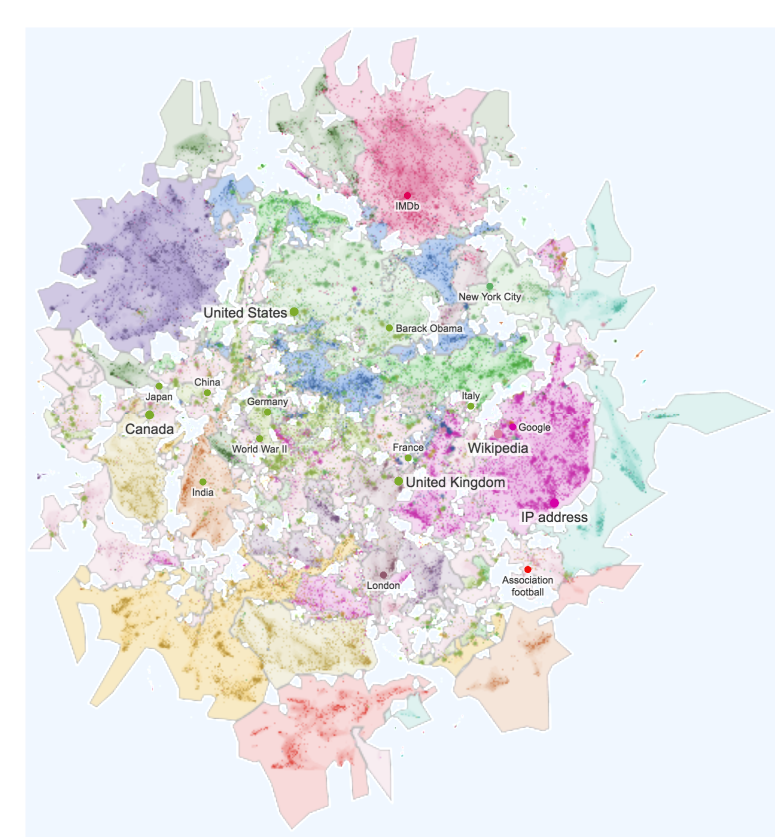 IMDb
New York City
United States
Barack Obama
China
Japan
Italy
Germany
Canada
Google
World War II
France
Wikipedia
United Kingdom
India
IP address
Association
football
London